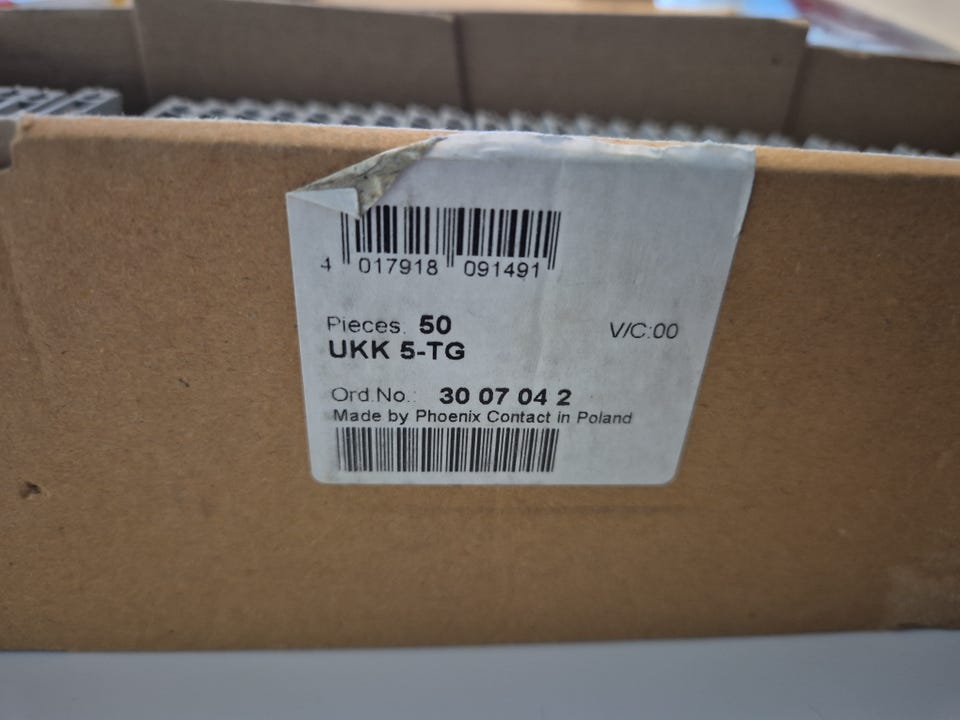 4 017918 091491
Pieces. 50
V/C:00
UKK 5-TG
Ord.No.: 30 07 04 2
Made by Phoenix Contact in Poland